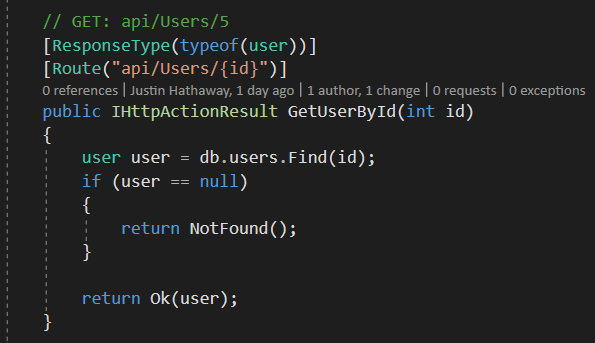 // GET: api/Users/5
[ResponseType(typeof(user))]
[Route("api/Users/{id}")]
0 references | Justin Hathaway, 1 day ago | 1 author, 1 change | 0 requests | 0 exceptions
public IHttpActionResult GetUserById(int id)
{
    user user = db.users.Find(id);
    if (user == null)
    {
        return NotFound();
    }

    return Ok(user);
}